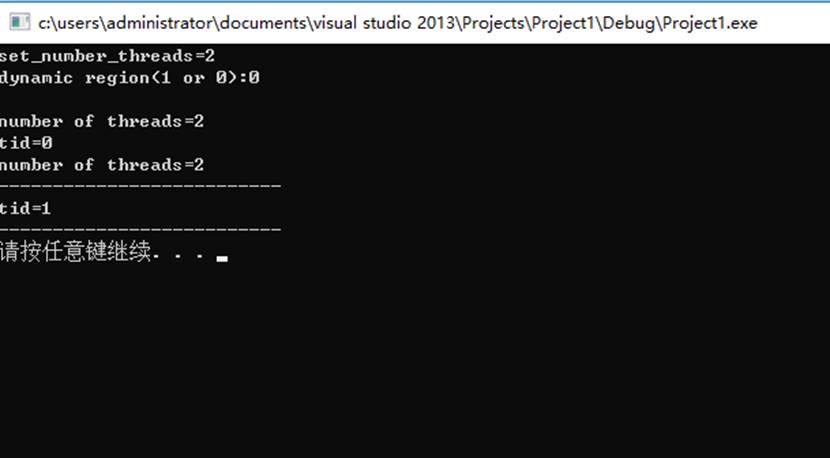 c:\users\administrator\documents\visual studio 2013\Projects\Project1\Debug\Project1.exe
set_number_threads=2
dynamic region(1 or 0):0
number of threads=2
tid=0
number of threads=2
--------------------------
tid=1
--------------------------
请按任意键继续. . .